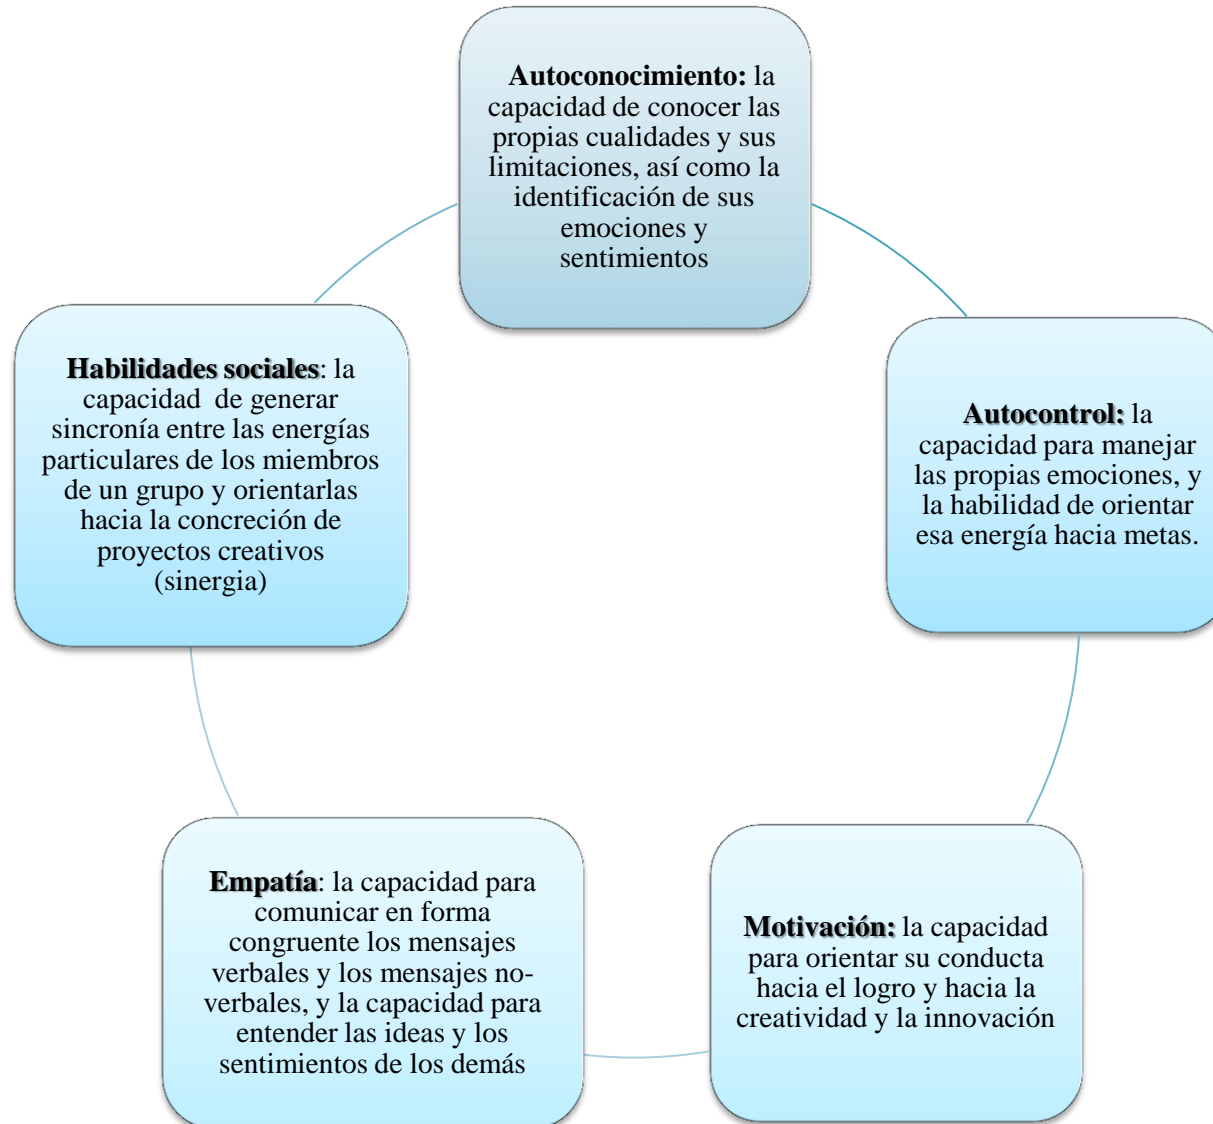 Autoconocimiento: la
capacidad de conocer las
propias cualidades y sus
limitaciones, así como la
identificación de sus
emociones y
sentimientos
Autocontrol: la
capacidad para manejar
las propias emociones, y
la habilidad de orientar
esa energía hacia metas.
Motivación: la capacidad
para orientar su conducta
hacia el logro y hacia la
creatividad y la innovación
Empatía: la capacidad para
comunicar en forma
congruente los mensajes
verbales y los mensajes no-
verbales, y la capacidad para
entender las ideas y los
sentimientos de los demás
Habilidades sociales: la
capacidad  de generar
sincronía entre las energías
particulares de los miembros
de un grupo y orientarlas
hacia la concreción de
proyectos creativos
(sinergia)